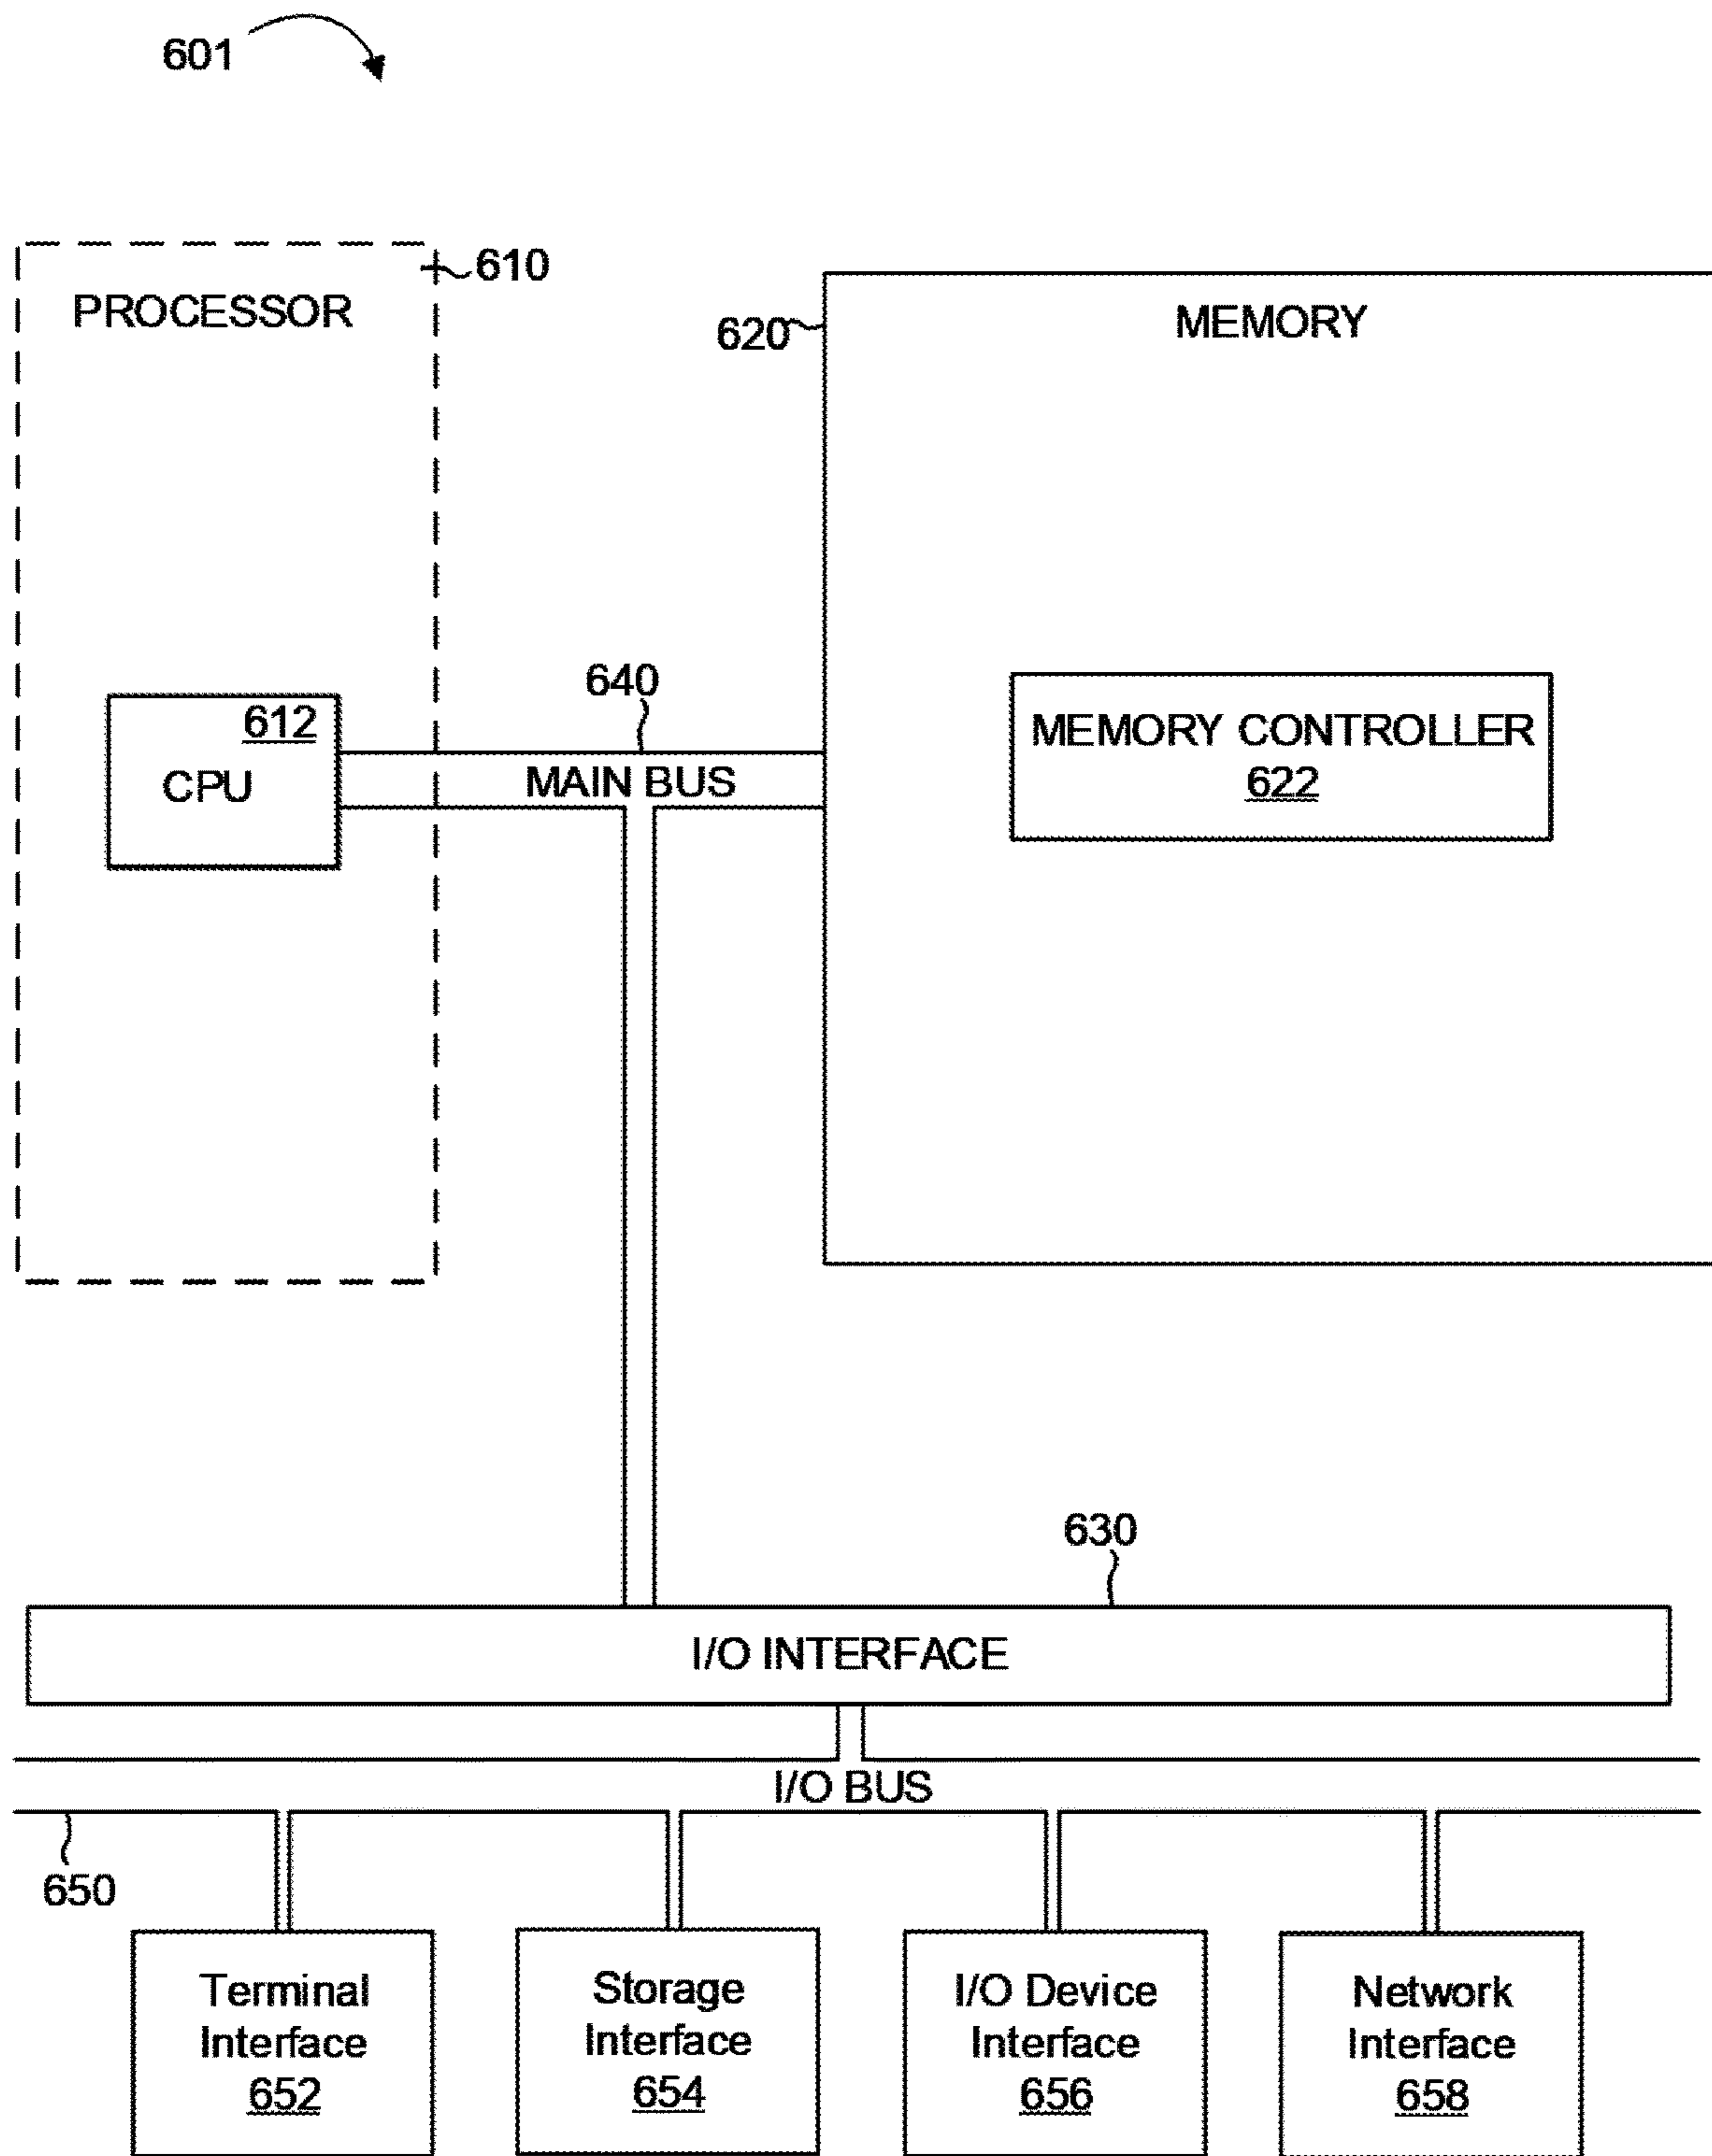 601
610
PROCESSOR
620
MEMORY
640
612
CPU
MAIN BUS
MEMORY CONTROLLER
622
630
I/O INTERFACE
I/O BUS
650
Terminal
Interface
652
Storage
Interface
654
I/O Device
Interface
656
Network
Interface
658